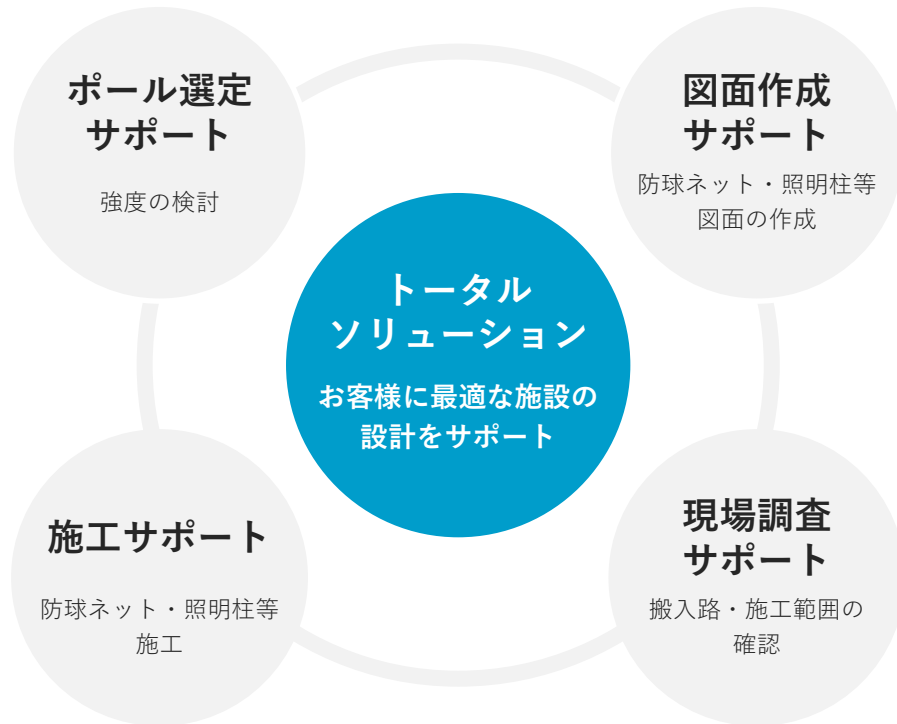 ポール選定
サポート
強度の検討
図面作成
サポート
防球ネット・照明柱等
図面の作成
トータル
ソリューション
お客様に最適な施設の
設計をサポート
施工サポート
防球ネット・照明柱等
施工
現場調査
サポート
搬入路・施工範囲の
確認